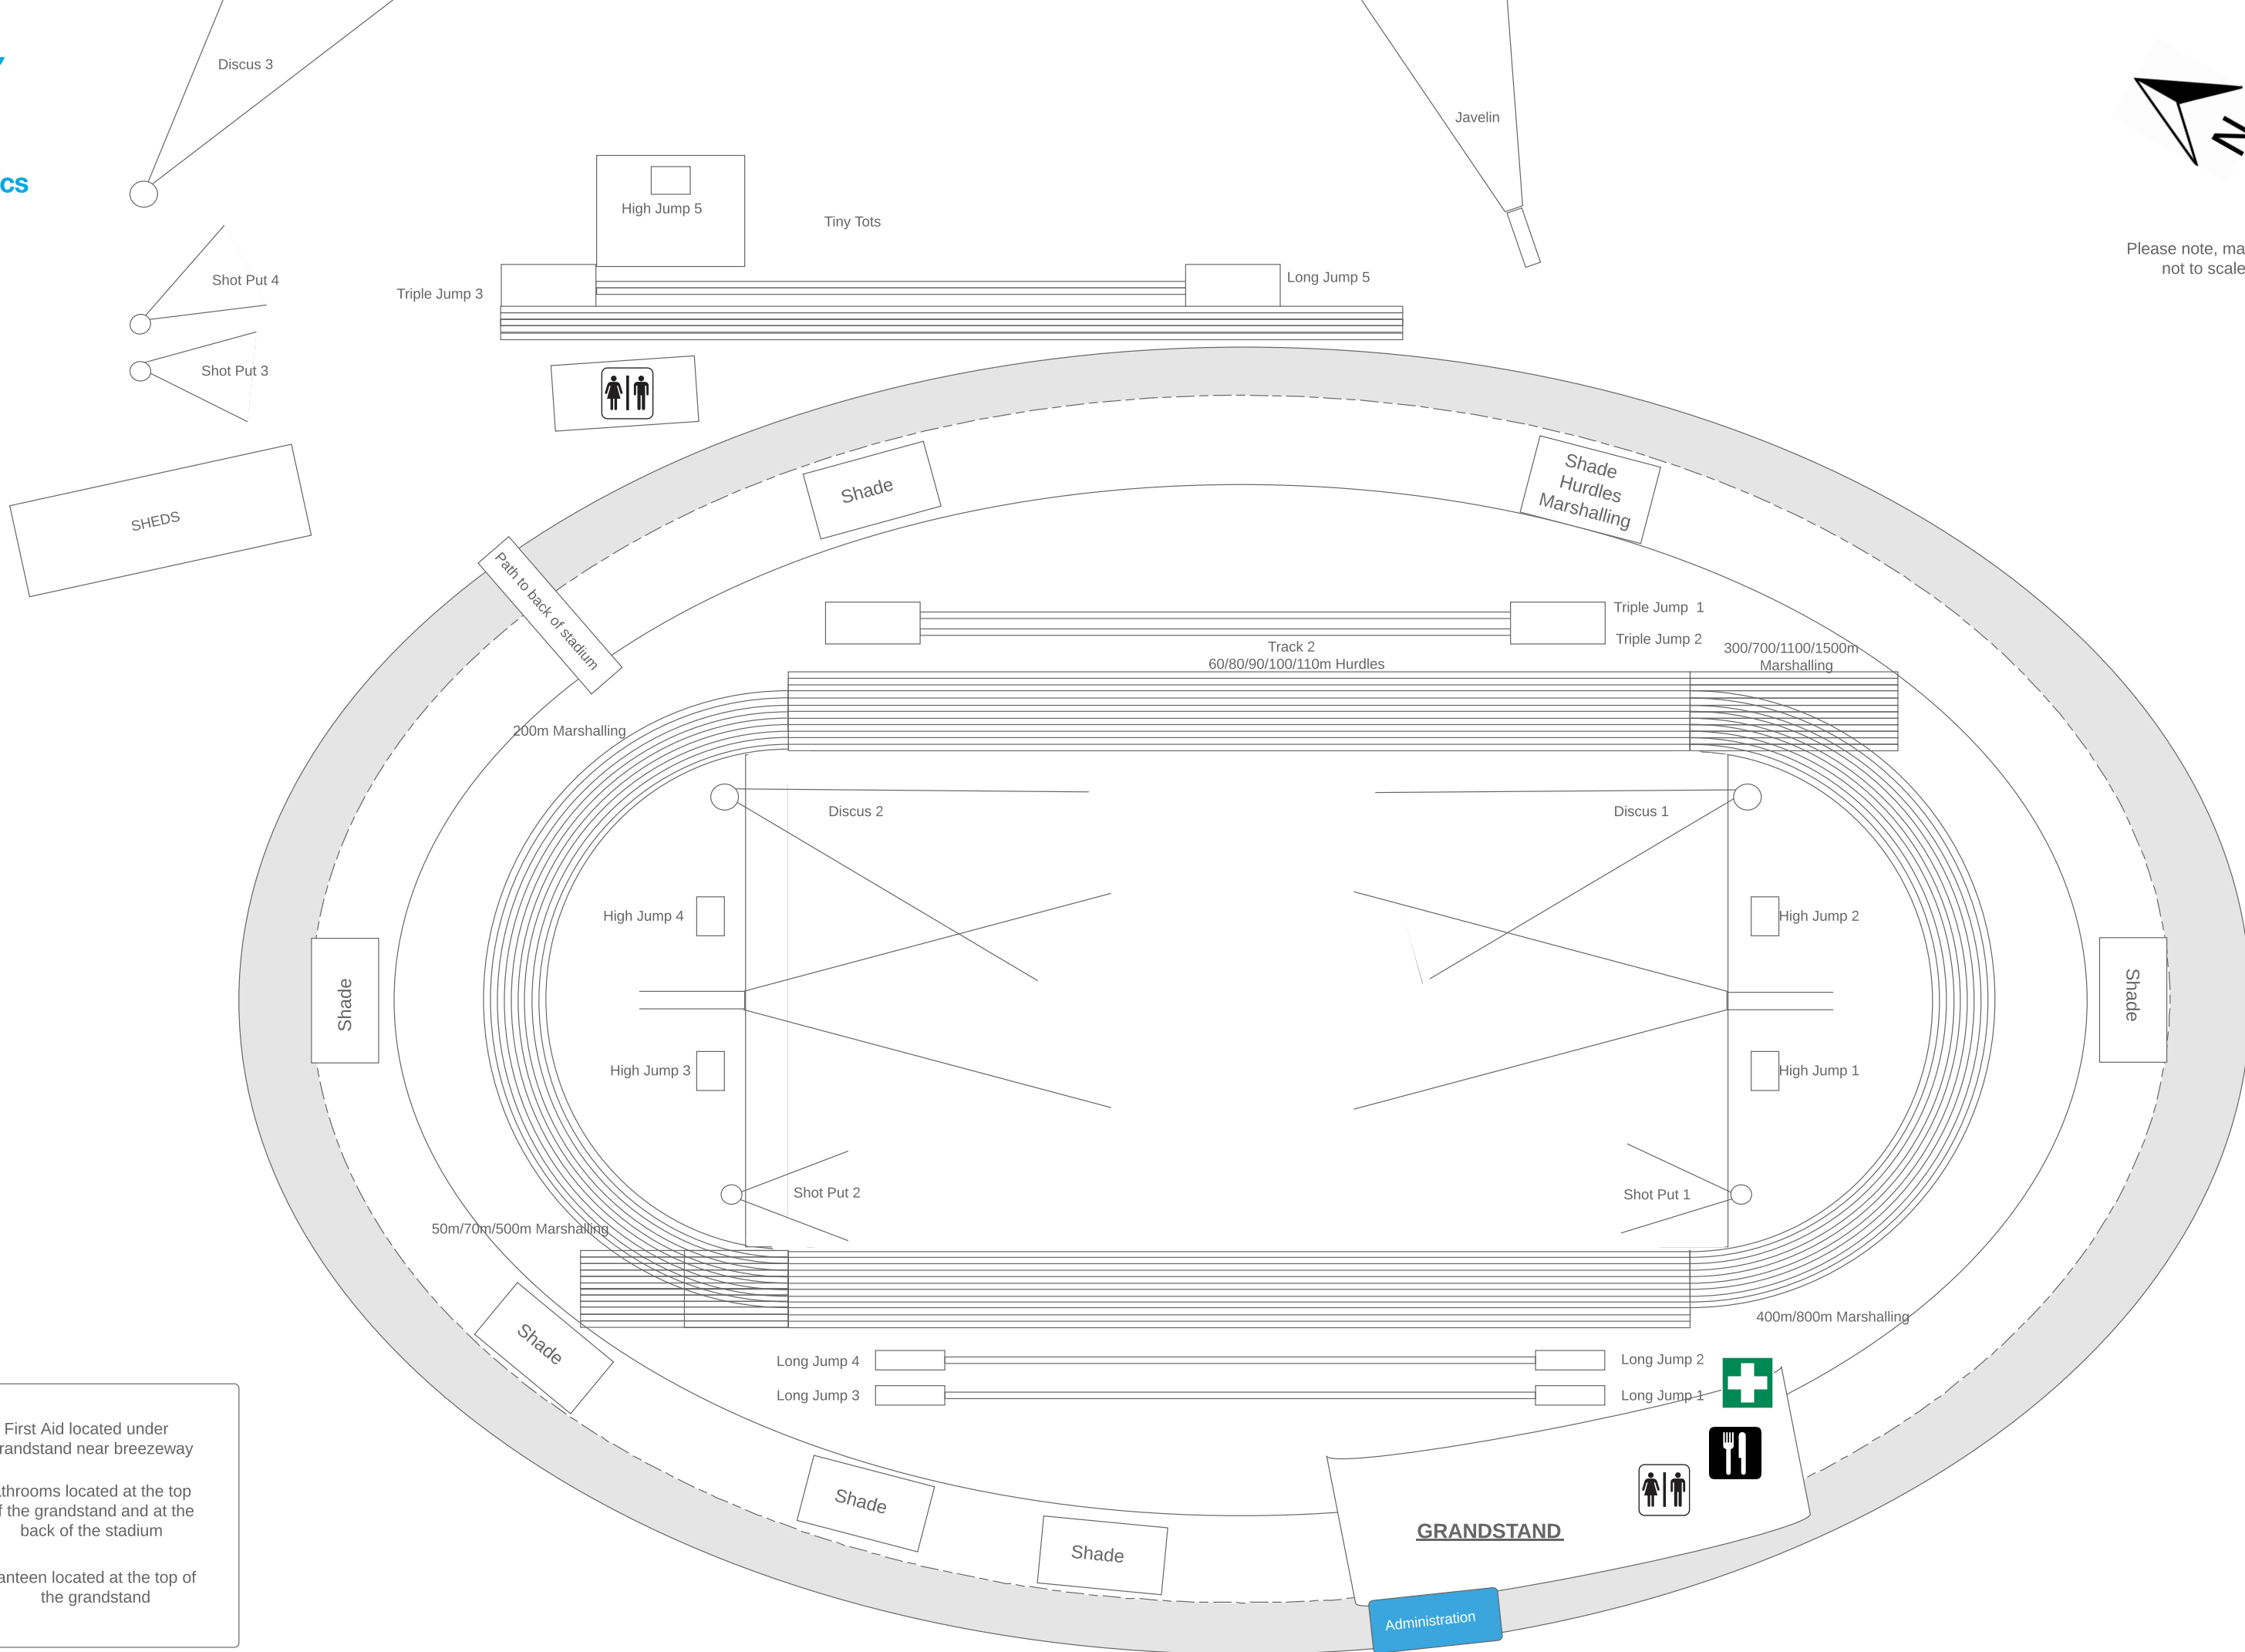 Discus 3
Javelin
N
cs
High Jump 5
Tiny Tots
Please note, ma
not to scale
Shot Put 4
Triple Jump 3
Long Jump 5
Shot Put 3
SHEDS
Shade
Shade
Hurdles
Marshalling
Path to back of stadium
Triple Jump  1
Triple Jump 2
Track 2
60/80/90/100/110m Hurdles
300/700/1100/1500m
Marshalling
200m Marshalling
Discus 2
Discus 1
High Jump 4
High Jump 2
Shade
Shade
High Jump 3
High Jump 1
Shot Put 2
Shot Put 1
50m/70m/500m Marshalling
400m/800m Marshalling
Shade
Long Jump 4
Long Jump 2
Long Jump 3
Long Jump 1
First Aid located under
randstand near breezeway
throoms located at the top
f the grandstand and at the
back of the stadium
anteen located at the top of
the grandstand
Shade
Shade
GRANDSTAND
Administration